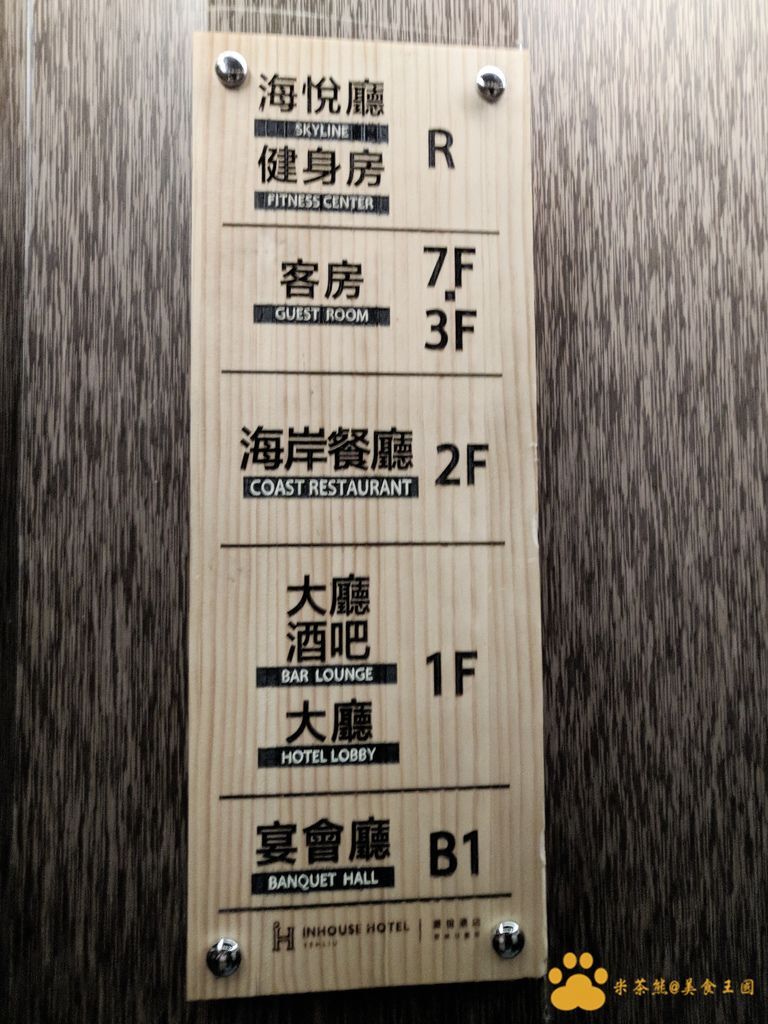 海悅廳
SKYLINE
R
健身房
FITNESS CENTER
客房
GUEST ROOM
7F
3F
海岸餐廳
COAST RESTAURANT
2F
大廳
酒吧
BAR LOUNGE
1F
大廳
HOTEL LOBBY
宴會廳
BANQUET HALL
B1
INHOUSE HOTEL
YEHLIU
米茶熊@美食王国